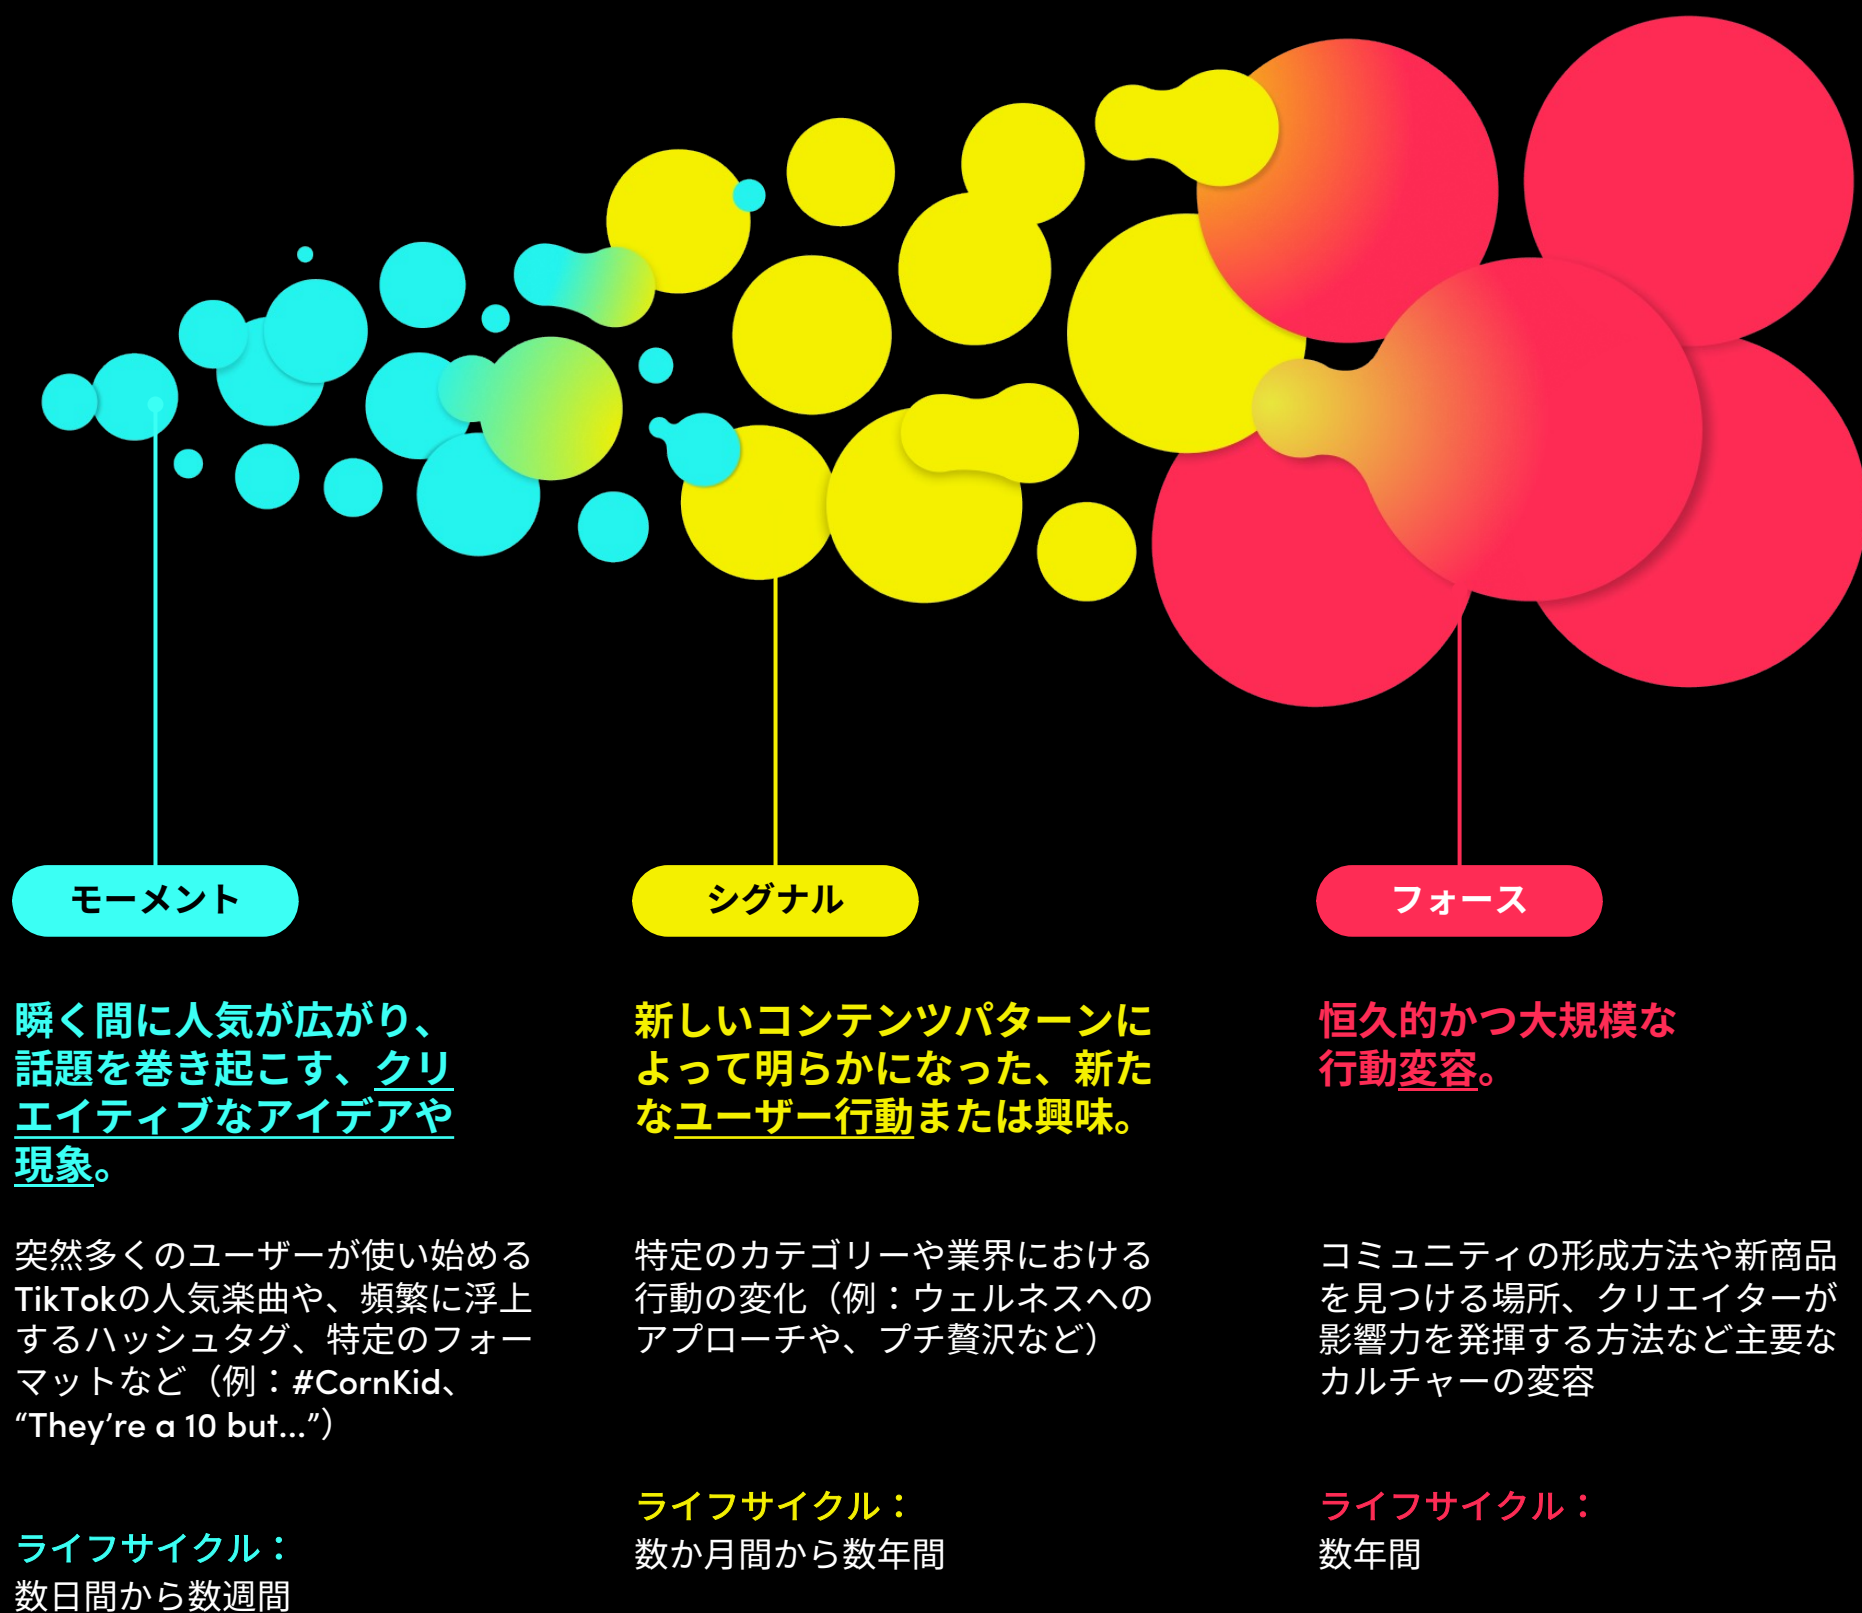 モーメント
瞬く間に人気が広がり、
話題を巻き起こす、クリ
エイティブなアイデアや
現象。
突然多くのユーザーが使い始める
TikTokの人気楽曲や、頻繁に浮上
するハッシュタグ、特定のフォー
マットなど（例：#CornKid、
“They’re a 10 but...”）
ライフサイクル：
数日間から数週間
シグナル
新しいコンテンツパターンに
よって明らかになった、新た
なユーザー行動または興味。
特定のカテゴリーや業界における
行動の変化（例：ウェルネスへの
アプローチや、プチ贅沢など）
ライフサイクル：
数か月間から数年間
フォース
恒久的かつ大規模な
行動変容。
コミュニティの形成方法や新商品
を見つける場所、クリエイターが
影響力を発揮する方法など主要な
カルチャーの変容
ライフサイクル：
数年間